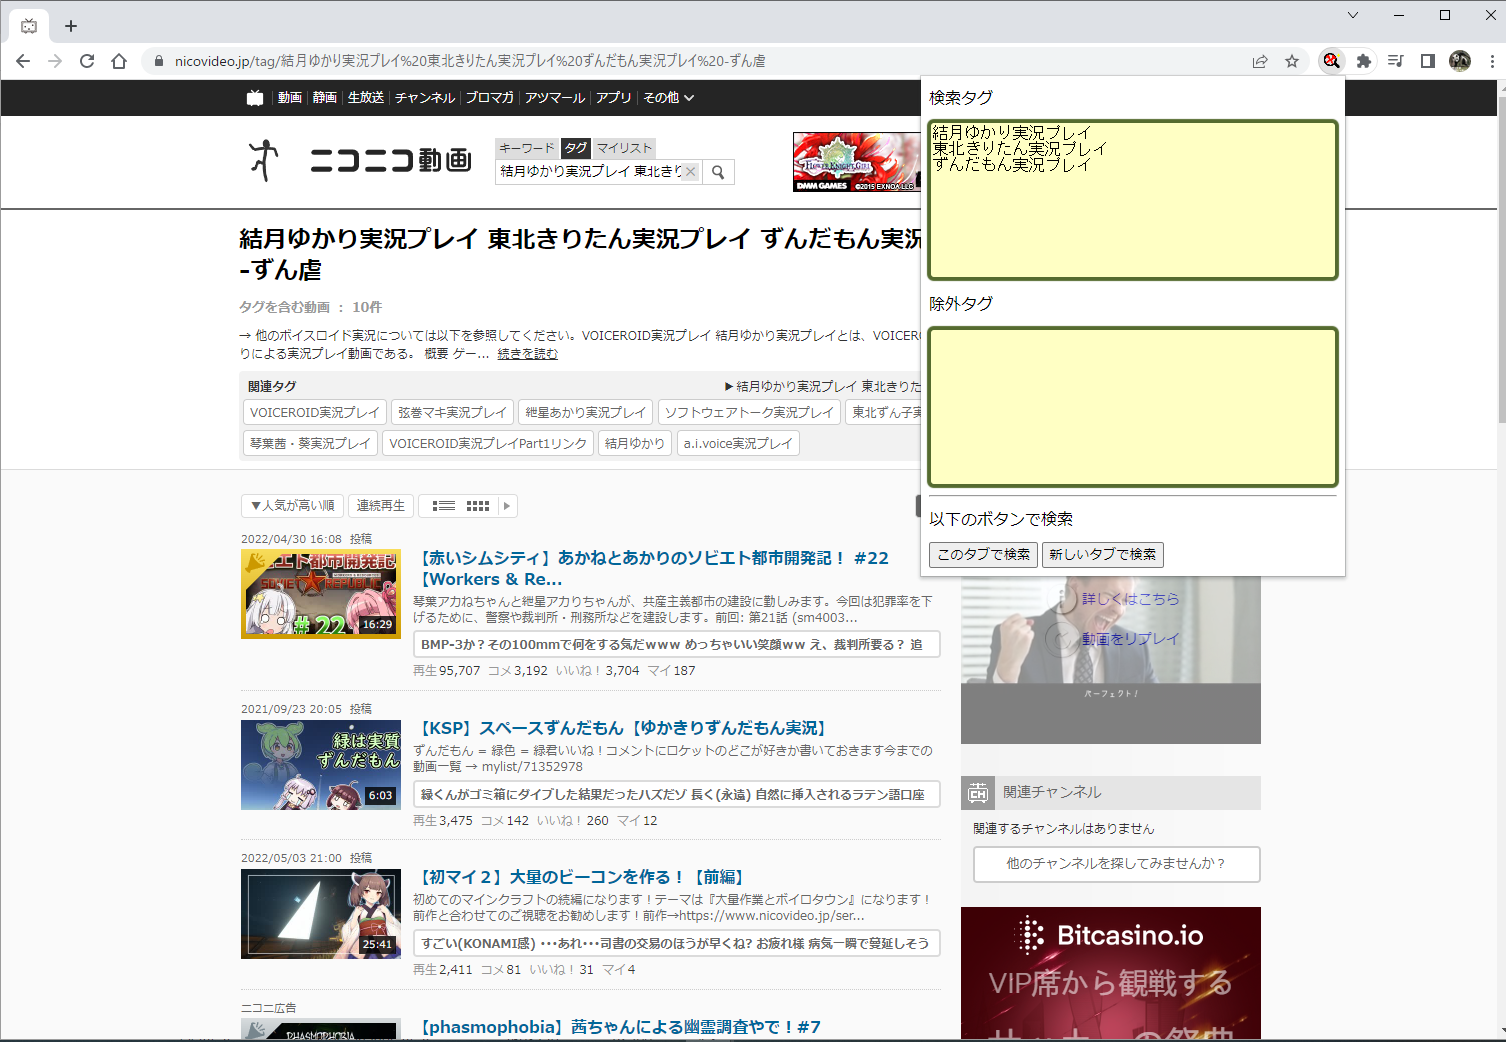 nicovideo.jp/tag/結月ゆかり実況プレイ%20東北きりたん実況プレイ%20ずんだもん実況プレイ%20-ずん虐
動画 静画 生放送 チャンネル ブロマガ アツマール アプリ その他
ニコニコ動画
キーワード タグ マイリスト
結月ゆかり実況プレイ 東北きり
FLOWER KNIGHT GIRL
DMM GAMES ©2015 EXNOA LLC
結月ゆかり実況プレイ 東北きりたん実況プレイ ずんだもん実況
-ずん虐
タグを含む動画 : 10件
→ 他のボイスロイド実況については以下を参照してください。VOICEROID実況プレイ 結月ゆかり実況プレイとは、VOICERO
りによる実況プレイ動画である。 概要 ゲー... 続きを読む
関連タグ
▶結月ゆかり実況プレイ 東北きりた
VOICEROID実況プレイ 弦巻マキ実況プレイ 紲星あかり実況プレイ ソフトウェアトーク実況プレイ 東北ずん子実
琴葉茜・葵実況プレイ VOICEROID実況プレイPart1リンク 結月ゆかり a.i.voice実況プレイ
▼人気が高い順 連続再生
2022/04/30 16:08 投稿
エト都市開発記
SOVIET REPUBLIC
#22
16:29
【赤いシムシティ】あかねとあかりのソビエト都市開発記！ #22
【Workers & Re...
琴葉アカねちゃんと紲星アカりちゃんが、共産主義都市の建設に勤しみます。今回は犯罪率を下
げるために、警察や裁判所・刑務所などを建設します。前回: 第21話 (sm4003...
BMP-3か？その100mmで何をする気だwww めっちゃいい笑顔ww え、裁判所要る？ 追
再生95,707 コメ3,192 いいね！3,704 マイ187
2021/09/23 20:05 投稿
緑は実質
ずんだもん
6:03
【KSP】スペースずんだもん【ゆかきりずんだもん実況】
ずんだもん = 緑色 = 緑君いいね！コメントにロケットのどこが好きか書いておきます今までの
動画一覧 → mylist/71352978
緑くんがゴミ箱にダイブした結果だったハズだゾ 長く(永遠) 自然に挿入されるラテン語口座
再生3,475 コメ142 いいね！260 マイ12
2022/05/03 21:00 投稿
25:41
【初マイ２】大量のビーコンを作る！【前編】
初めてのマインクラフトの続編になります！テーマは『大量作業とボイロタウン』になります！
前作と合わせてのご視聴をお勧めします！前作→https://www.nicovideo.jp/ser...
すごい(KONAMI感) ･･･あれ･･･司書の交易のほうが早くね? お疲れ様 病気一瞬で蔓延しそう
再生2,411 コメ81 いいね！31 マイ4
ニコニ広告
PHASMOPHOBIA
【phasmophobia】茜ちゃんによる幽霊調査やで！#7
検索タグ
結月ゆかり実況プレイ
東北きりたん実況プレイ
ずんだもん実況プレイ
除外タグ
以下のボタンで検索
このタブで検索 新しいタブで検索
詳しくはこちら
動画をリプレイ
パーフェクト！
CH 関連チャンネル
関連するチャンネルはありません
他のチャンネルを探してみませんか？
Bitcasino.io
VIP席から観戦する